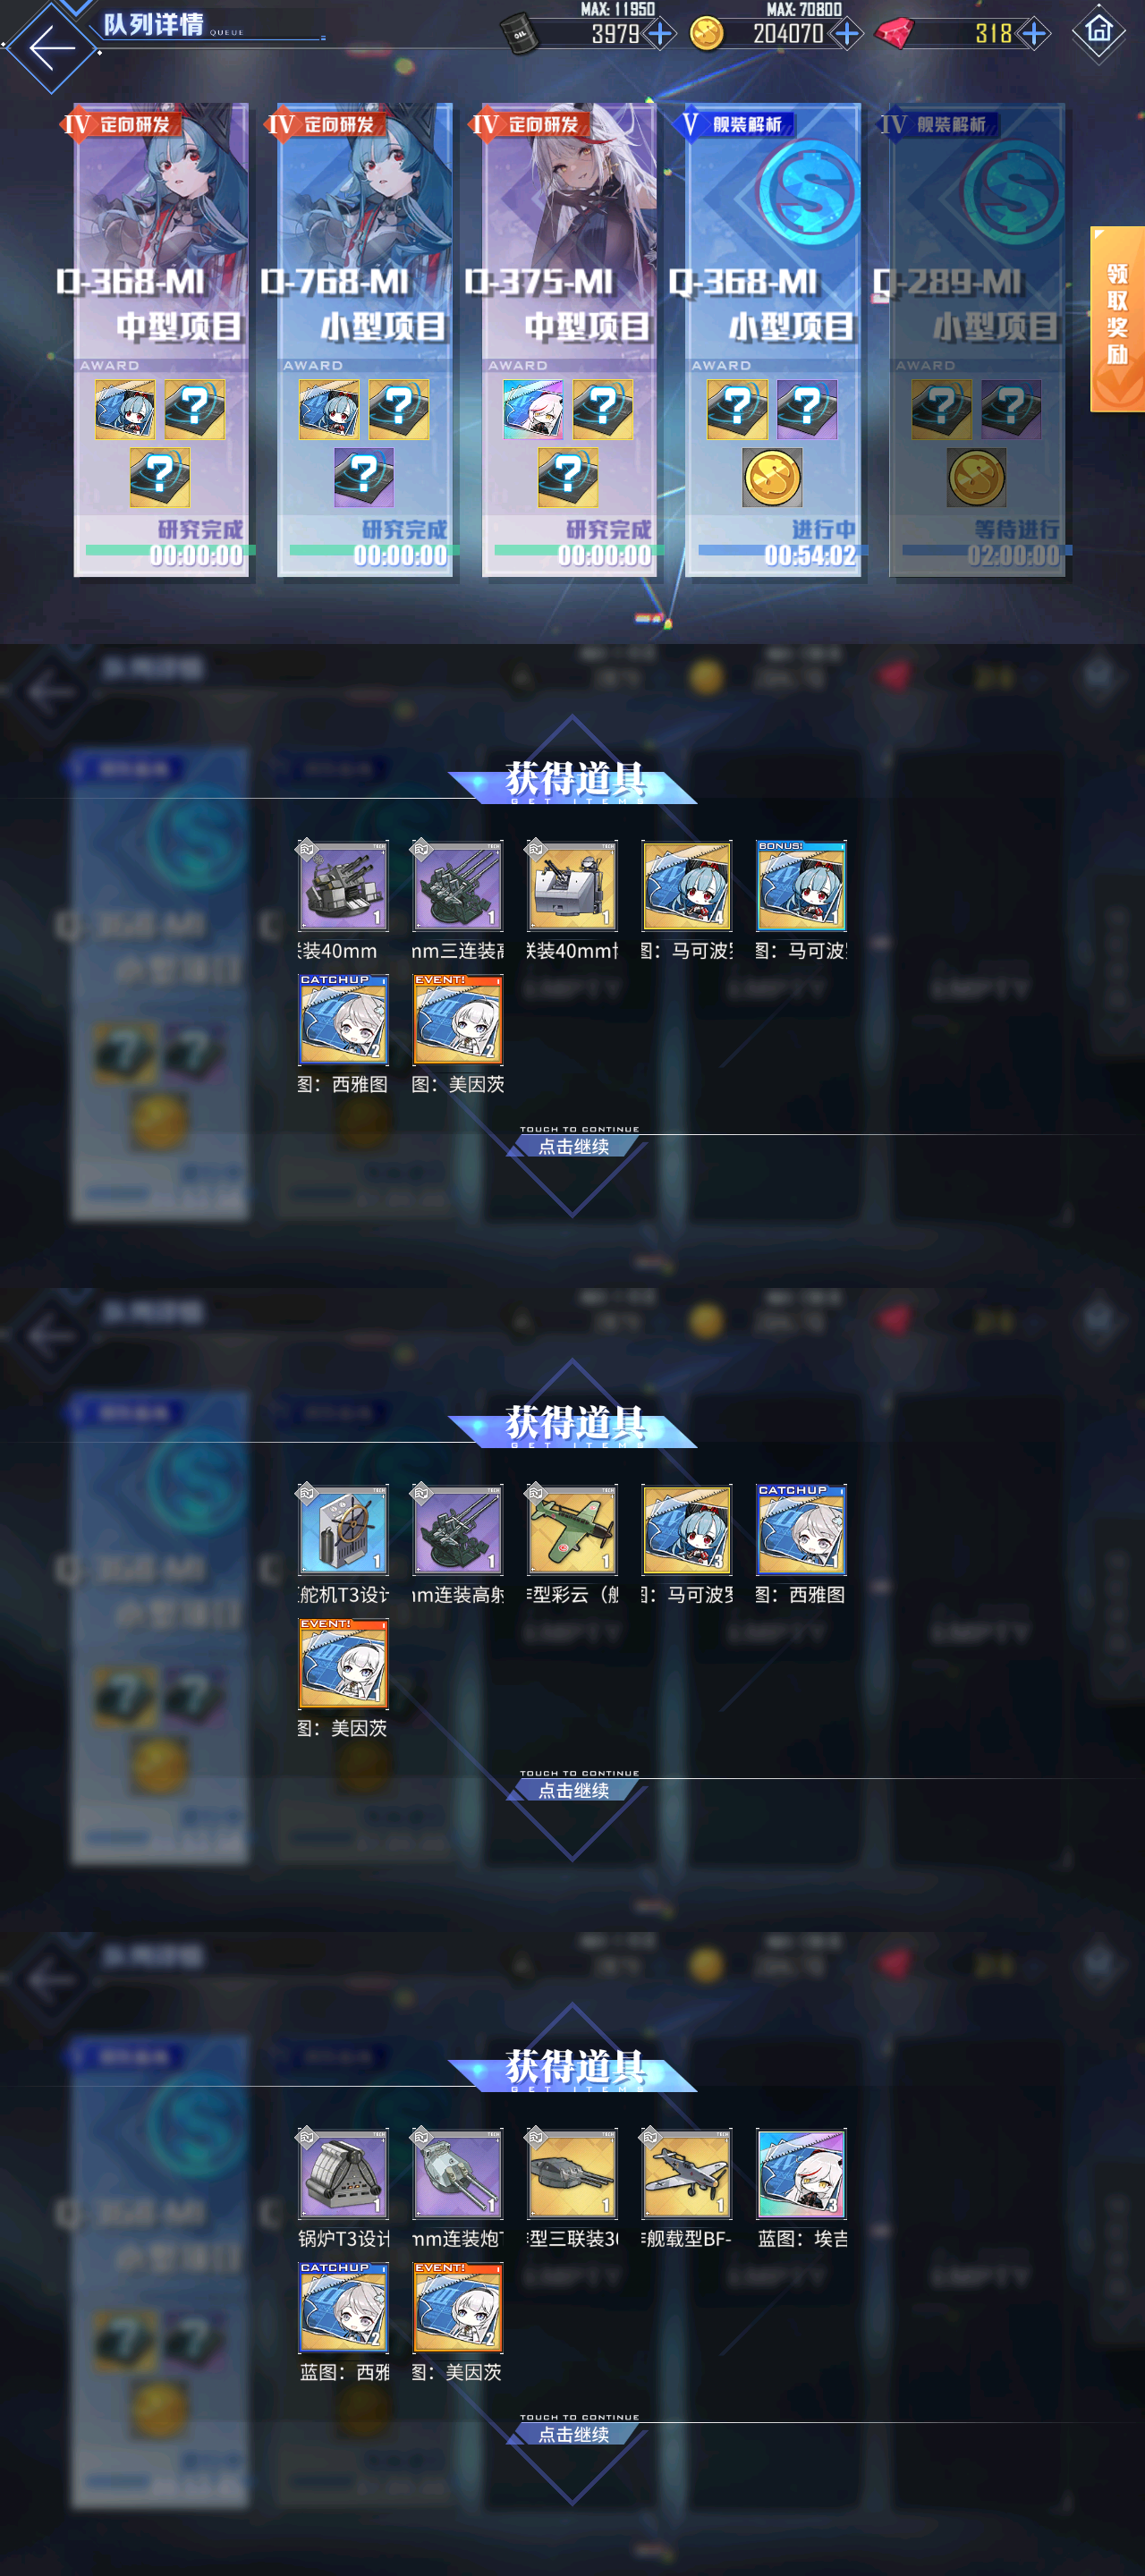 队列详情 QUEUE
MAX: 11950
3979
MAX: 70800
204070
318
IV 定向研发
D-368-MI
中型项目
AWARD
研究完成
00:00:00
IV 定向研发
D-768-MI
小型项目
AWARD
研究完成
00:00:00
IV 定向研发
D-375-MI
中型项目
AWARD
研究完成
00:00:00
V 舰装解析
Q-368-MI
小型项目
AWARD
进行中
00:54:02
IV 舰装解析
Q-289-MI
小型项目
AWARD
等待进行
02:00:00
领取奖励
获得道具
GET ITEMS
1 1 1 4 BONUS! 1
装40mm
mm三连装高
装40mm
图：马可波
图：马可波
CATCHUP 2 EVENT! 2
图：西雅图
图：美因茨
TOUCH TO CONTINUE
点击继续
获得道具
GET ITEMS
1 1 1 3 CATCHUP 1
舵机T3设计
mm连装高射
型彩云（舰
图：马可波
图：西雅图
EVENT! 1
图：美因茨
TOUCH TO CONTINUE
点击继续
获得道具
GET ITEMS
1 1 1 1 3
锅炉T3设计
mm连装炮T
型三联装30
舰载型BF-
蓝图：埃吉
CATCHUP 2 EVENT! 2
蓝图：西雅
图：美因茨
TOUCH TO CONTINUE
点击继续